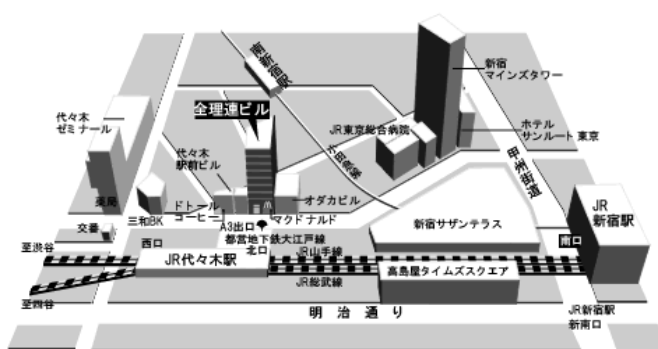 南新宿駅
新宿
マインズタワー
全理連ビル
代々木
ゼミナール
JR東京総合病院
ホテル
サンルート東京
小田急線
代々木
駅前ビル
甲州街道
薬局
オダカビル
三和BK
ドトール
コーヒー
マクドナルド
JR
新宿駅
交番
A3出口
都営地下鉄大江戸線
新宿サザンテラス
南口
西口
北口
至渋谷
JR代々木駅
JR山手線
高島屋タイムズスクエア
JR総武線
至四谷
明治通り
JR新宿駅
新南口